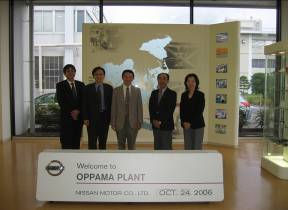 Welcome to
OPPAMA PLANT
NISSAN MOTOR CO., LTD. OCT. 24. 2006